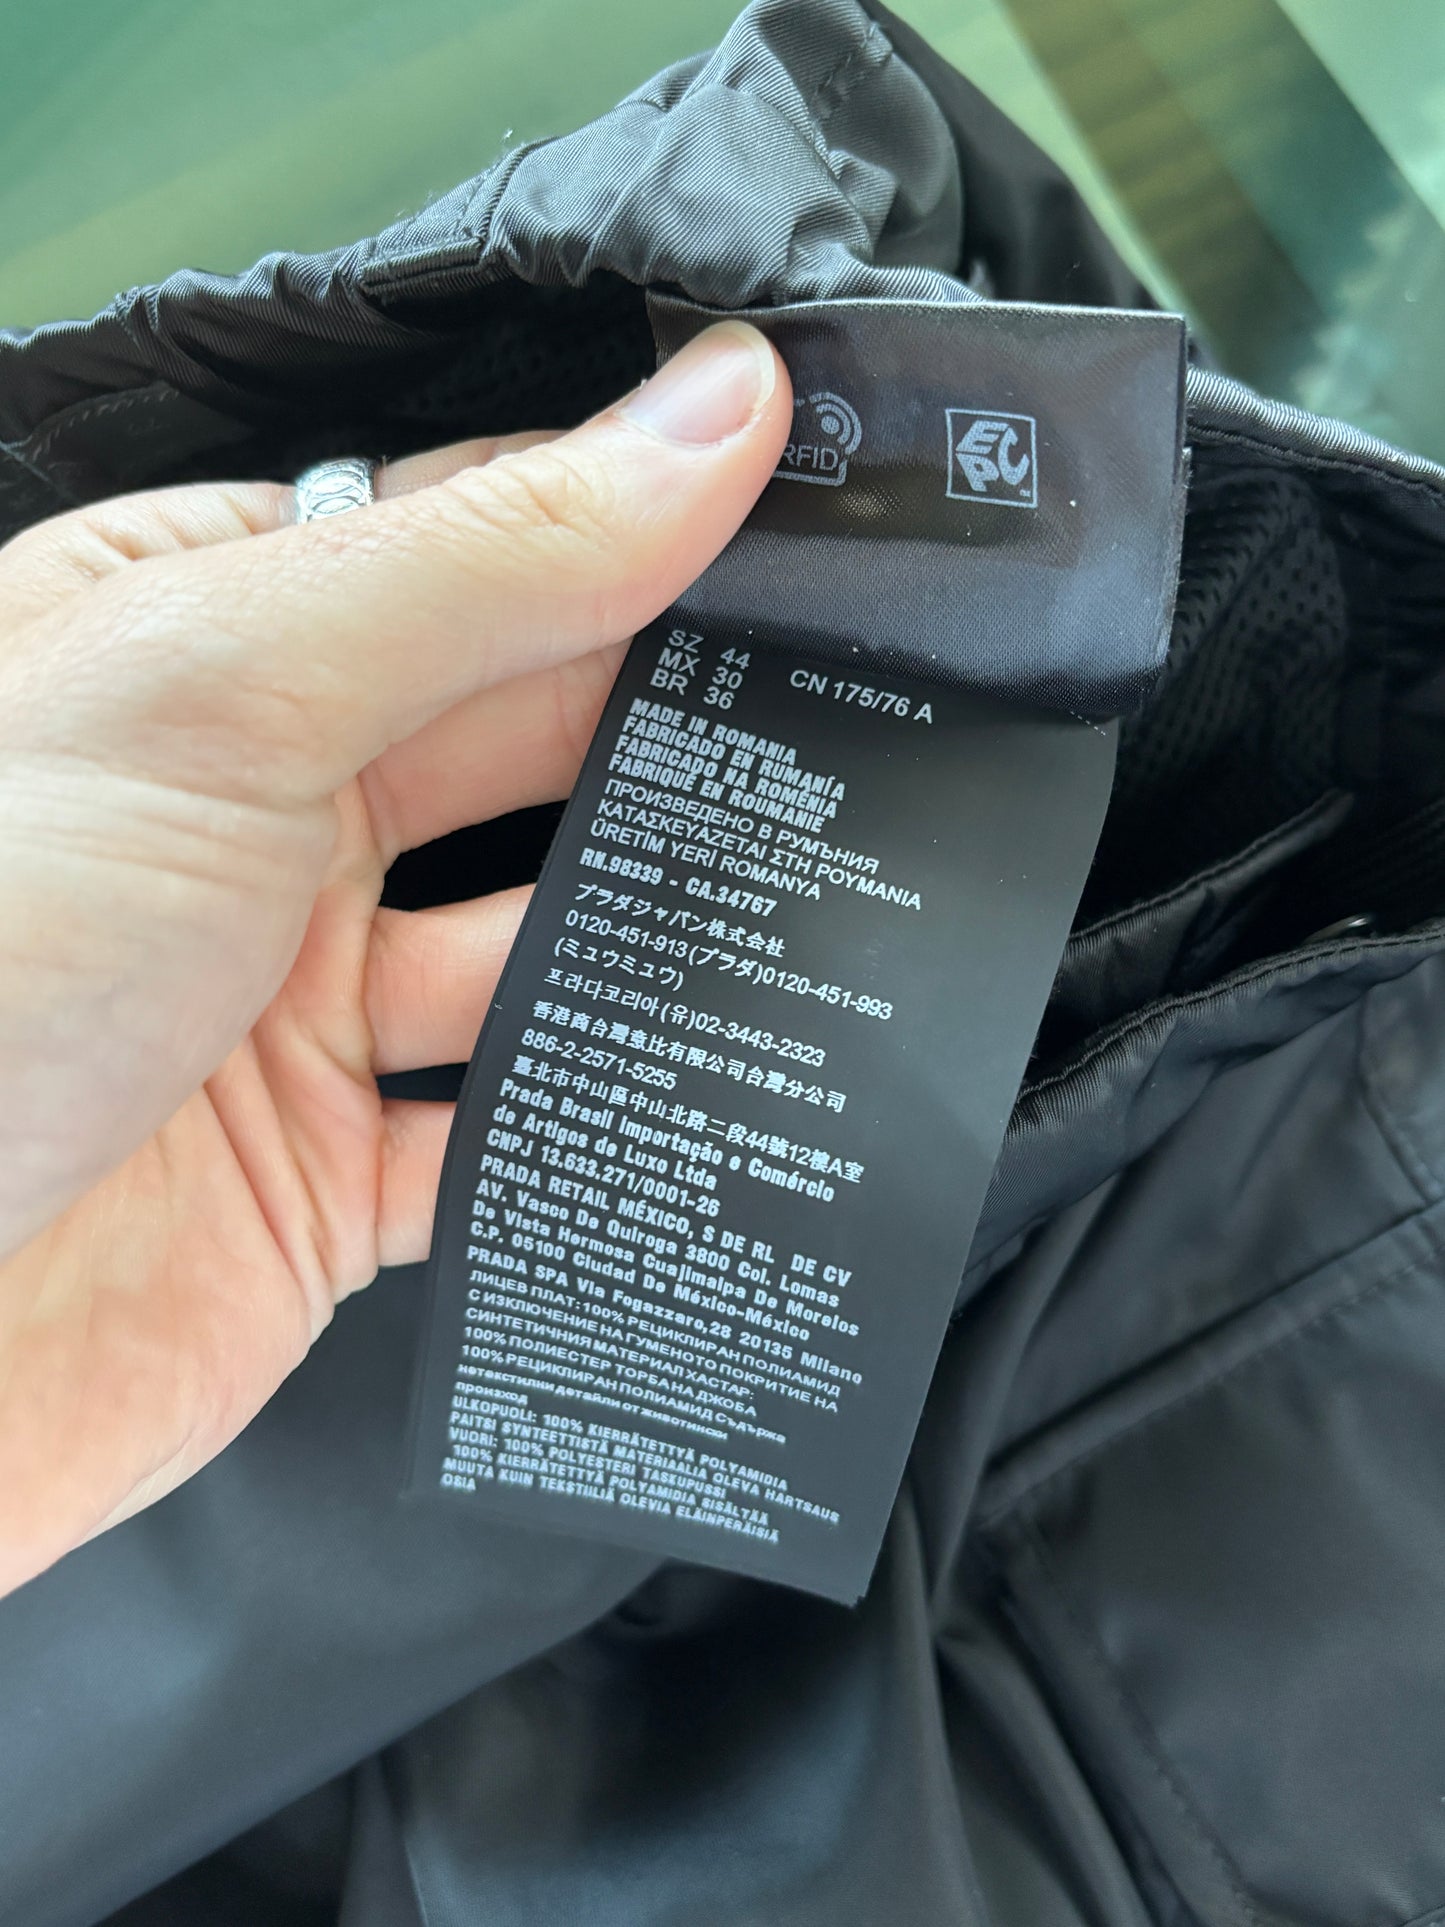 RFID
EPC
SZ 44
MX 30
BR 36
CN 175/76 A
MADE IN ROMANIA
FABRICADO EN RUMANÍA
FABRICADO NA ROMÉNIA
FABRIQUÉ EN ROUMANIE
ПРОИЗВЕДЕНО В РУМЪНИЯ
ΚΑΤΑΣΚΕΥΑΖΕΤΑΙ ΣΤΗ ΡΟΥΜΑΝΙΑ
ÜRETİM YERİ ROMANYA
RN.98339 - CA.34767
プラダジャパン株式会社
0120-451-913(プラダ)0120-451-993
(ミュウミュウ)
프라다코리아(유)02-3443-2323
香港商台灣意比有限公司台灣分公司
886-2-2571-5255
臺北市中山區中山北路二段44號12樓A室
Prada Brasil Importação e Comércio
de Artigos de Luxo Ltda
CNPJ 13.633.271/0001-26
PRADA RETAIL MÉXICO, S DE RL DE CV
AV. Vasco De Quiroga 3800 Col. Lomas
De Vista Hermosa Cuajimalpa De Morelos
C.P. 05100 Ciudad De México-México
PRADA SPA Via Fogazzaro,28 20135 Milano
ЛИЦЕВ ПЛАТ: 100% РЕЦИКЛИРАН ПОЛИАМИД
С ИЗКЛЮЧЕНИЕ НА ГУМЕНОТО ПОКРИТИЕ НА
СИНТЕТИЧНИЯ МАТЕРИАЛ ХАСТАР:
100% ПОЛИЕСТЕР ТОРБА НА ДЖОБА
100% РЕЦИКЛИРАН ПОЛИАМИД Съдържа
нетекстилни детайли от животински
произход
ULKOPUOLI: 100% KIERRÄTETTYÄ POLYAMIDIA
PAITSI SYNTEETTISTÄ MATERIAALIA OLEVA HARTSAUS
VUORI: 100% POLYESTERI TASKUPUSSI
100% KIERRÄTETTYÄ POLYAMIDIA SISÄLTÄÄ
MUUTA KUIN TEKSTIILIÄ OLEVIA ELÄINPERÄISIÄ
OSIA